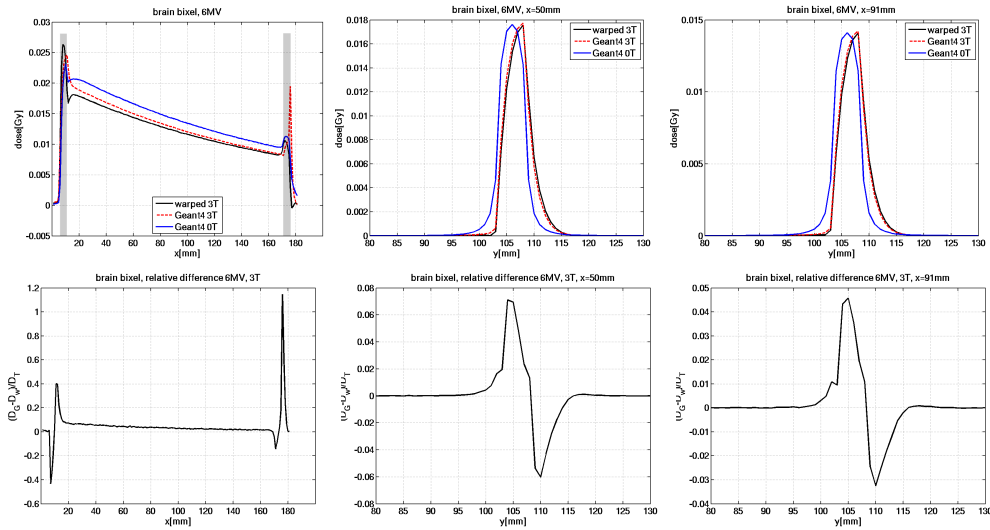 brain bixel, 6MV
0.03
0.025
0.02
0.015
0.01
0.005
0
-0.005
dose[Gy]
20 40 60 80 100 120 140 160 180
x[mm]
warped 3T
Geant4 3T
Geant4 0T
brain bixel, 6MV, x=50mm
0.018
0.012
0.006
0.002
0
dose[Gy]
80 85 90 95 100 105 110 115 120 125 130
y[mm]
warped 3T
Geant4 3T
Geant4 0T
brain bixel, 6MV, x=91mm
0.015
0.01
0.005
0
dose[Gy]
80 85 90 95 100 105 110 115 120 125 130
y[mm]
warped 3T
Geant4 3T
Geant4 0T
brain bixel, relative difference 6MV, 3T
1.2
1
0.8
0.6
0.4
0.2
0
-0.2
-0.4
-0.6
(D_G-D_w)/D_T
20 40 60 80 100 120 140 160 180
x[mm]
brain bixel, relative difference 6MV, 3T, x=50mm
0.08
0.06
0.04
0.02
0
-0.02
-0.04
-0.06
-0.08
(D_G-D_w)/D_T
80 85 90 95 100 105 110 115 120 125 130
y[mm]
brain bixel, relative difference 6MV, 3T, x=91mm
0.05
0.04
0.03
0.02
0.01
0
-0.01
-0.02
-0.03
-0.04
(D_G-D_w)/D_T
80 85 90 95 100 105 110 115 120 125 130
y[mm]